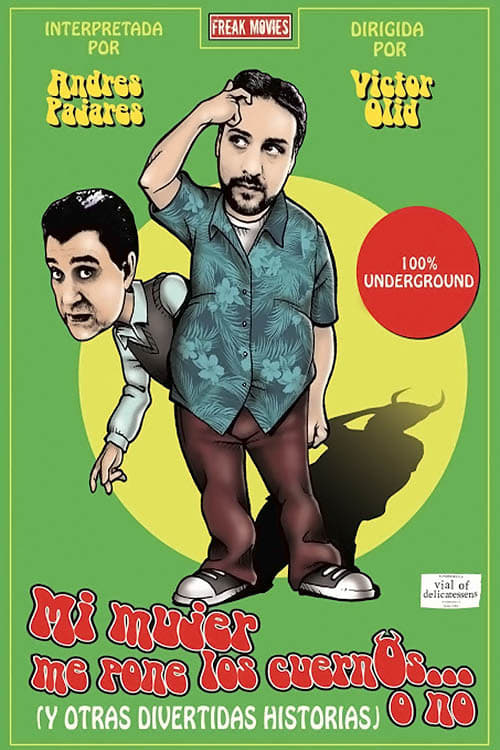 FREAK MOVIES
INTERPRETADA
POR
Andres
Pajares
DIRIGIDA
POR
Victor
Olid
100%
UNDERGROUND
vial of
delicatessens
Mi mujer
me pone los cuernos...
o no
(Y OTRAS DIVERTIDAS HISTORIAS)